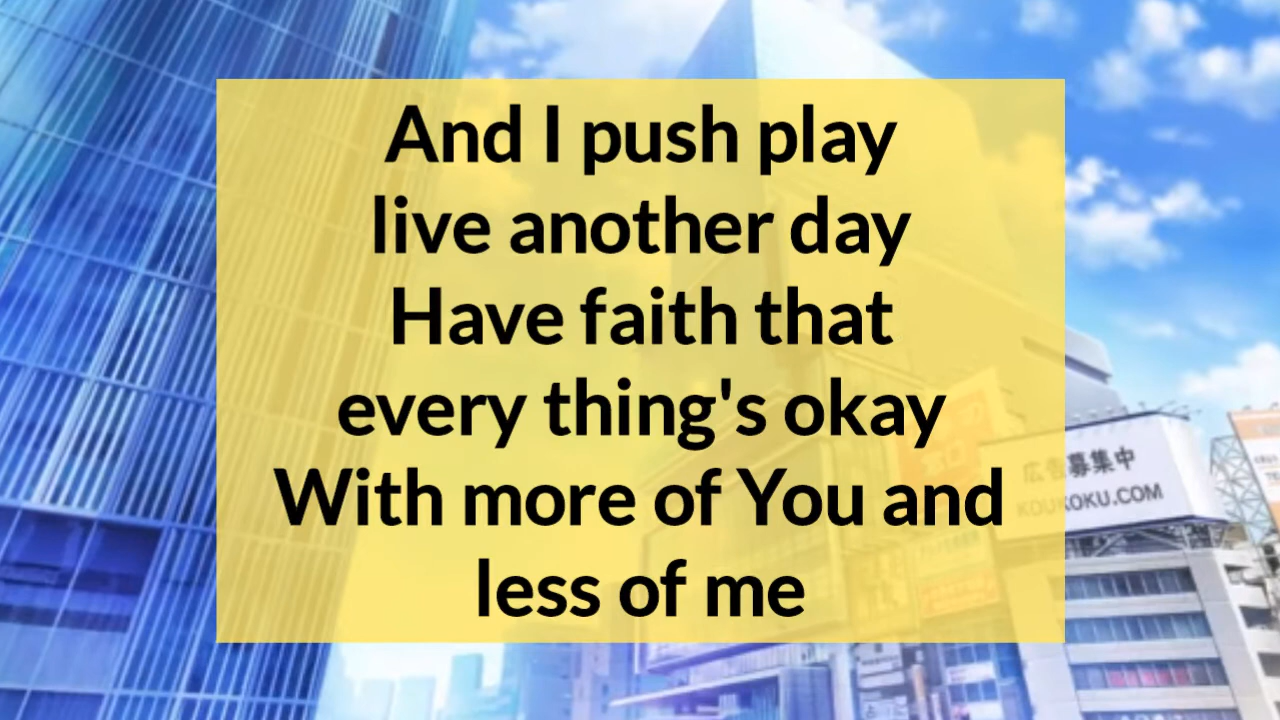 And I push play
live another day
Have faith that
every thing's okay
With more of You and
less of me
広告募集中
KOUKOKU.COM